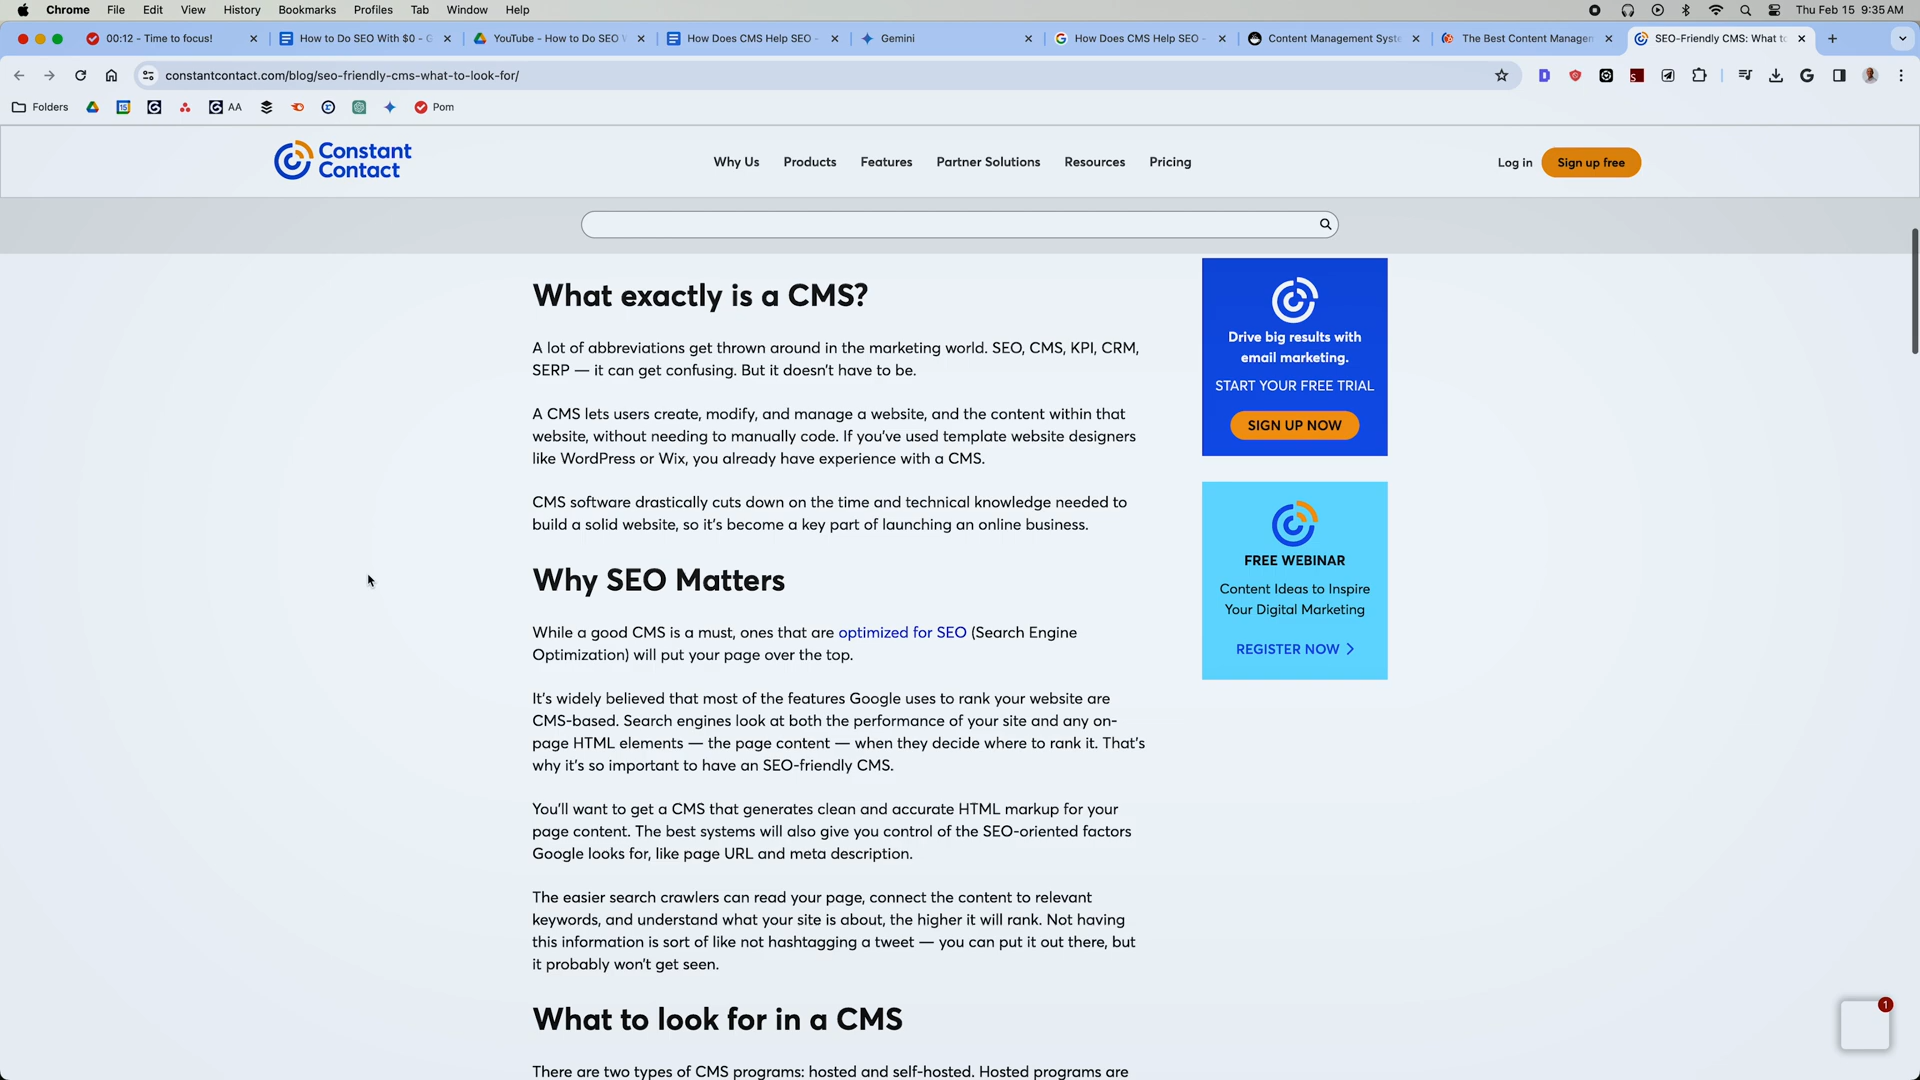 Chrome File Edit View History Bookmarks Profiles Tab Window Help Thu Feb 15 9:35 AM
00:12 - Time to focus! How to Do SEO With $0 - YouTube - How to Do SEO How Does CMS Help SEO - Gemini How Does CMS Help SEO - Content Management Syste The Best Content Managem SEO-Friendly CMS: What to
constantcontact.com/blog/seo-friendly-cms-what-to-look-for/
Folders 15 AA Pom
Constant
Contact
Why Us Products Features Partner Solutions Resources Pricing
Log in Sign up free
What exactly is a CMS?
A lot of abbreviations get thrown around in the marketing world. SEO, CMS, KPI, CRM,
SERP — it can get confusing. But it doesn't have to be.
A CMS lets users create, modify, and manage a website, and the content within that
website, without needing to manually code. If you've used template website designers
like WordPress or Wix, you already have experience with a CMS.
CMS software drastically cuts down on the time and technical knowledge needed to
build a solid website, so it's become a key part of launching an online business.
Why SEO Matters
While a good CMS is a must, ones that are optimized for SEO (Search Engine
Optimization) will put your page over the top.
It's widely believed that most of the features Google uses to rank your website are
CMS-based. Search engines look at both the performance of your site and any on-
page HTML elements — the page content — when they decide where to rank it. That's
why it's so important to have an SEO-friendly CMS.
You'll want to get a CMS that generates clean and accurate HTML markup for your
page content. The best systems will also give you control of the SEO-oriented factors
Google looks for, like page URL and meta description.
The easier search crawlers can read your page, connect the content to relevant
keywords, and understand what your site is about, the higher it will rank. Not having
this information is sort of like not hashtagging a tweet — you can put it out there, but
it probably won't get seen.
What to look for in a CMS
There are two types of CMS programs: hosted and self-hosted. Hosted programs are
Drive big results with
email marketing.
START YOUR FREE TRIAL
SIGN UP NOW
FREE WEBINAR
Content Ideas to Inspire
Your Digital Marketing
REGISTER NOW
1